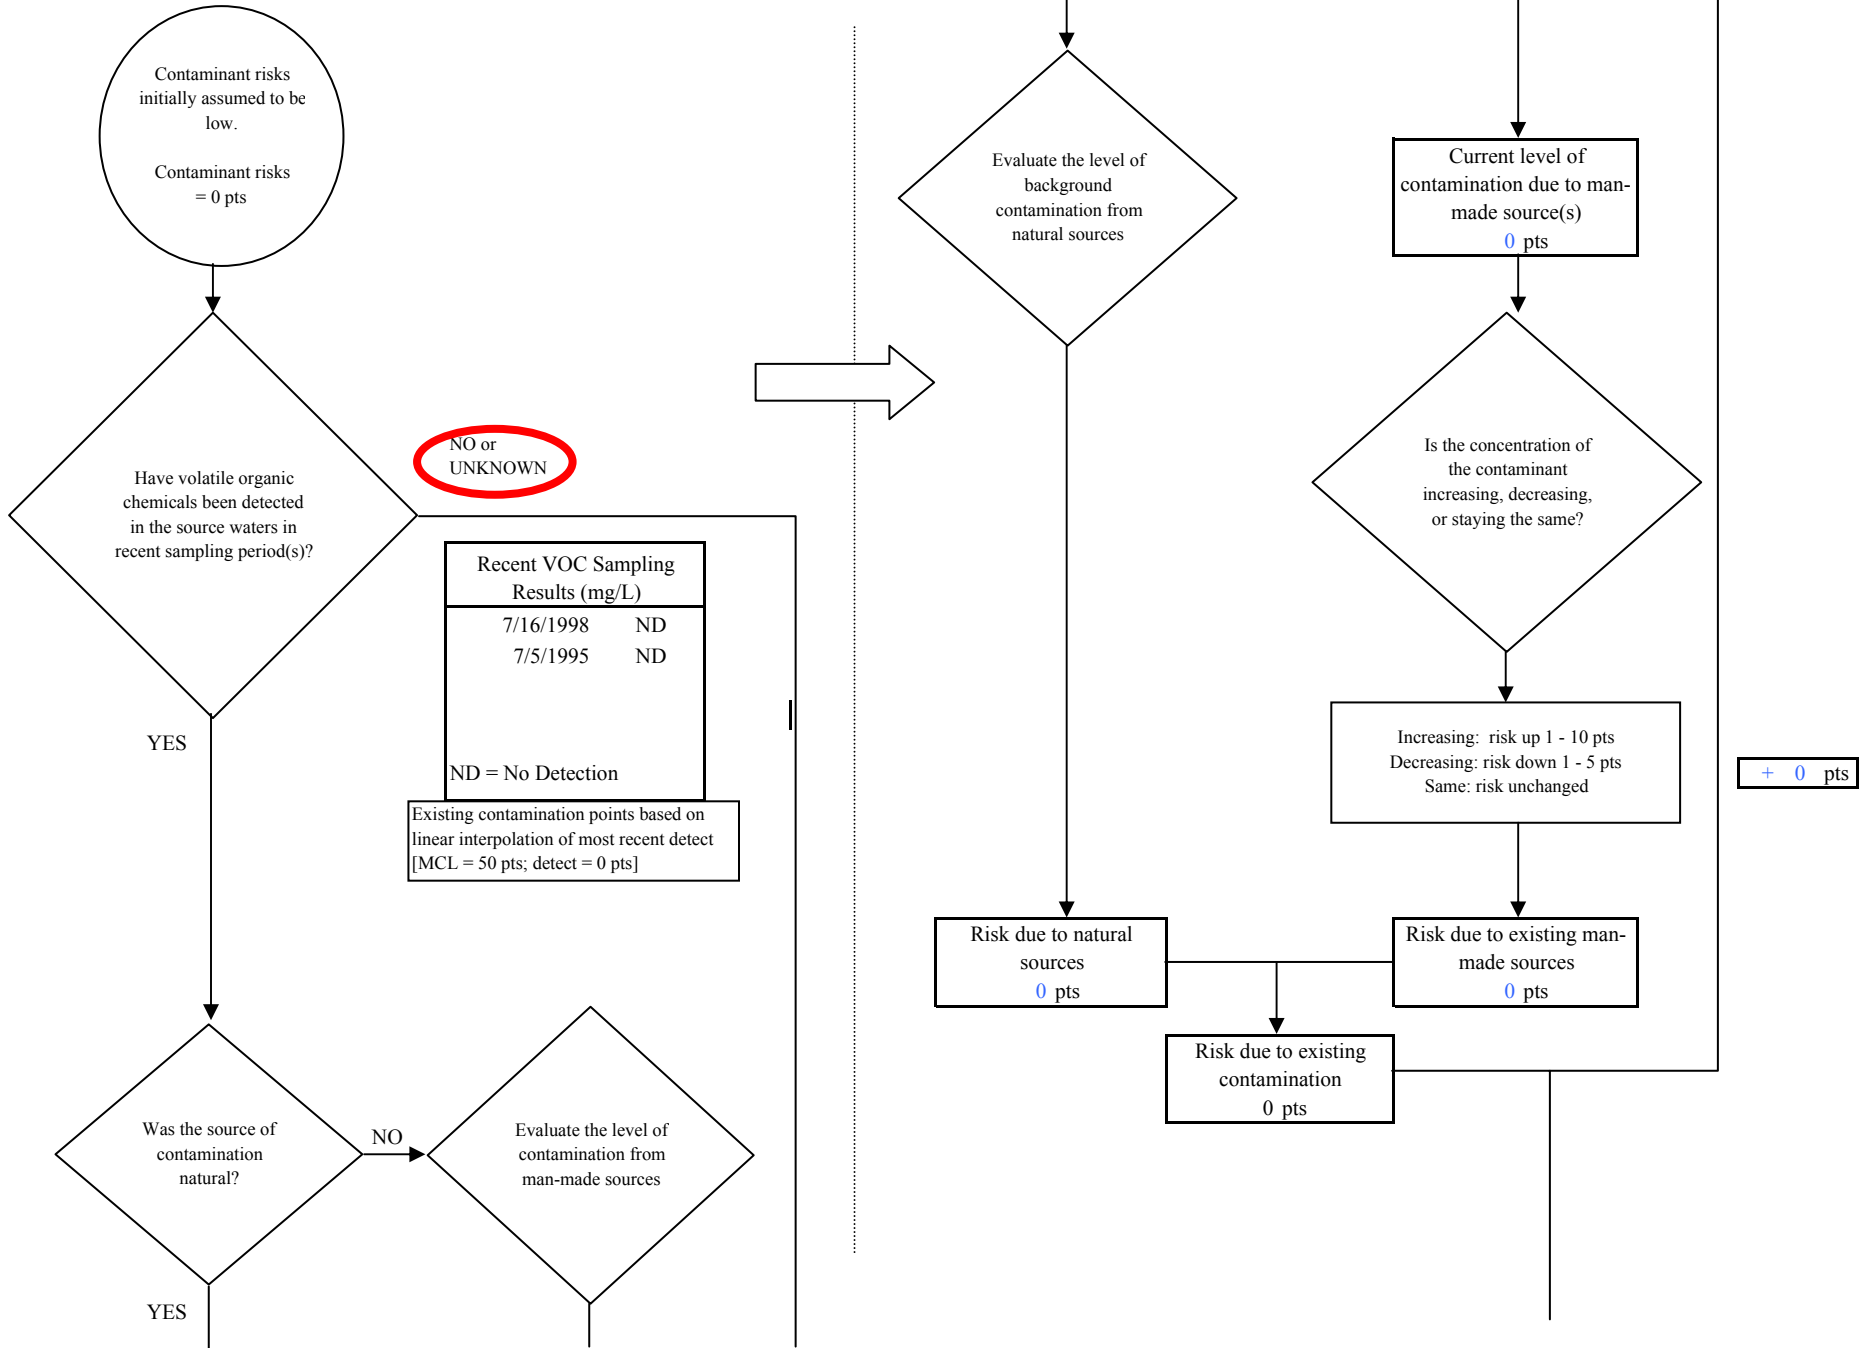 Contaminant risks
initially assumed to be
low.
Contaminant risks
= 0 pts
Have volatile organic
chemicals been detected
in the source waters in
recent sampling period(s)?
NO or
UNKNOWN
Recent VOC Sampling
Results (mg/L)
7/16/1998 ND
7/5/1995 ND
ND = No Detection
Existing contamination points based on
linear interpolation of most recent detect
[MCL = 50 pts; detect = 0 pts]
YES
Was the source of
contamination
natural?
NO
Evaluate the level of
contamination from
man-made sources
YES
Evaluate the level of
background
contamination from
natural sources
Current level of
contamination due to man-
made source(s)
0 pts
Is the concentration of
the contaminant
increasing, decreasing,
or staying the same?
Increasing: risk up 1 - 10 pts
Decreasing: risk down 1 - 5 pts
Same: risk unchanged
+ 0 pts
Risk due to natural
sources
0 pts
Risk due to existing man-
made sources
0 pts
Risk due to existing
contamination
0 pts